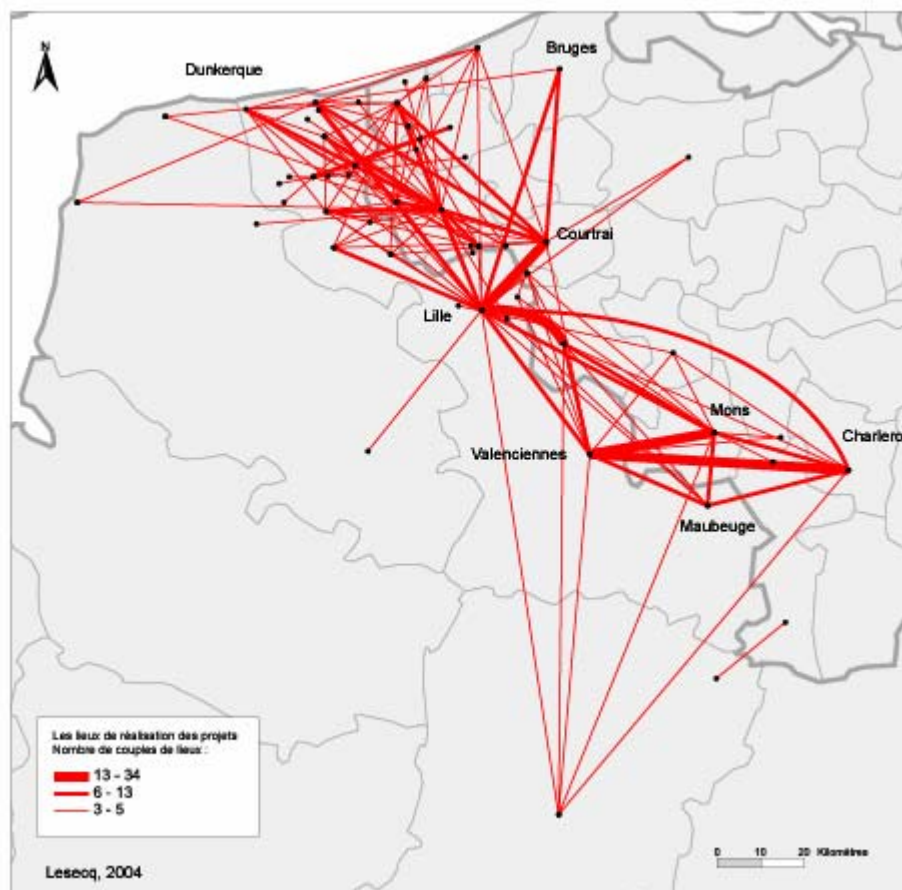 N
Dunkerque
Bruges
Courtrai
Lille
Mons
Charlero
Valenciennes
Maubeuge
Les lieux de réalisation des projets
Nombre de couples de lieux :
13 - 34
6 - 13
3 - 5
0 10 20 Kilomètres
Lesecq, 2004